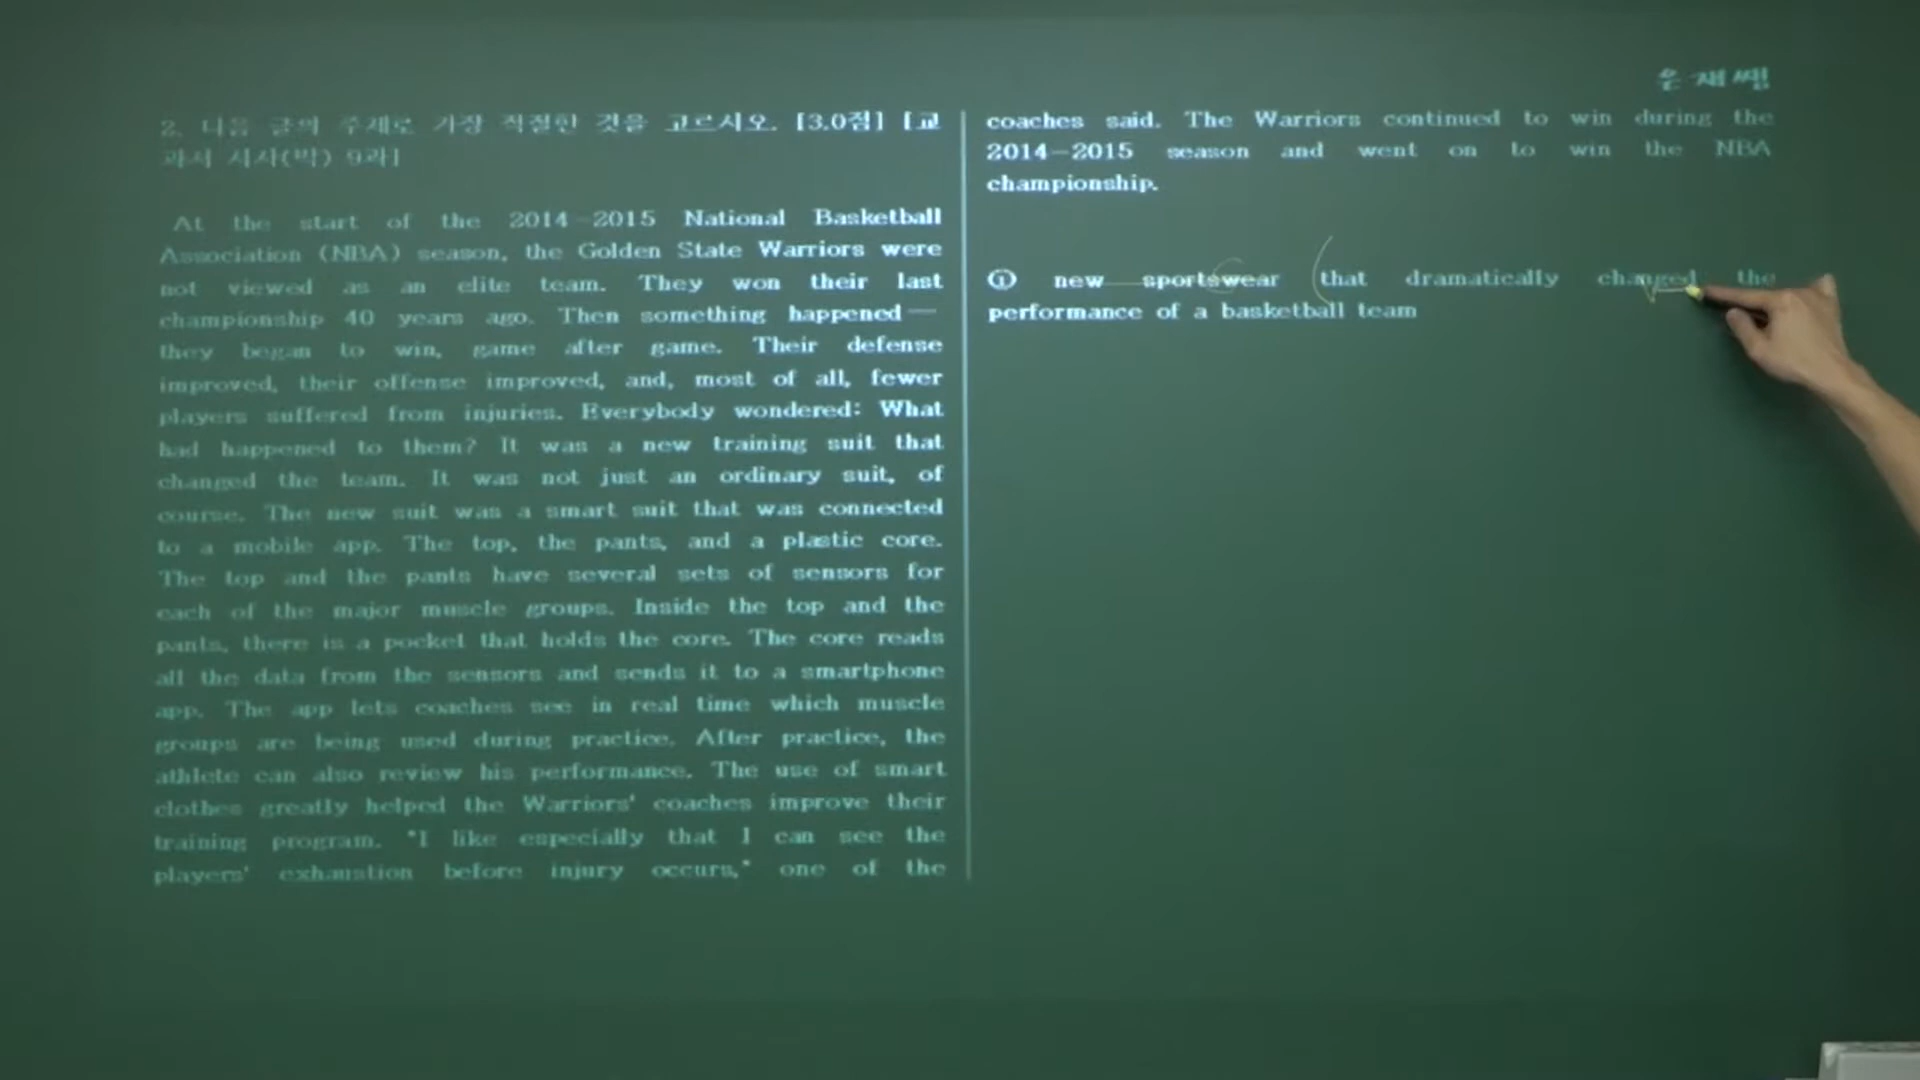 2. 다음 글의 주제로 가장 적절한 것을 고르시오. [3.0점] [교
과서 시사(박) 9과]
At the start of the 2014-2015 National Basketball
Association (NBA) season, the Golden State Warriors were
not viewed as an elite team. They won their last
championship 40 years ago. Then something happened—
they began to win, game after game. Their defense
improved, their offense improved, and, most of all, fewer
players suffered from injuries. Everybody wondered: What
had happened to them? It was a new training suit that
changed the team. It was not just an ordinary suit, of
course. The new suit was a smart suit that was connected
to a mobile app. The top, the pants, and a plastic core.
The top and the pants have several sets of sensors for
each of the major muscle groups. Inside the top and the
pants, there is a pocket that holds the core. The core reads
all the data from the sensors and sends it to a smartphone
app. The app lets coaches see in real time which muscle
groups are being used during practice. After practice, the
athlete can also review his performance. The use of smart
clothes greatly helped the Warriors' coaches improve their
training program. "I like especially that I can see the
players' exhaustion before injury occurs," one of the
은재쌤
coaches said. The Warriors continued to win during the
2014-2015 season and went on to win the NBA
championship.
① new sportswear that dramatically changed the
performance of a basketball team